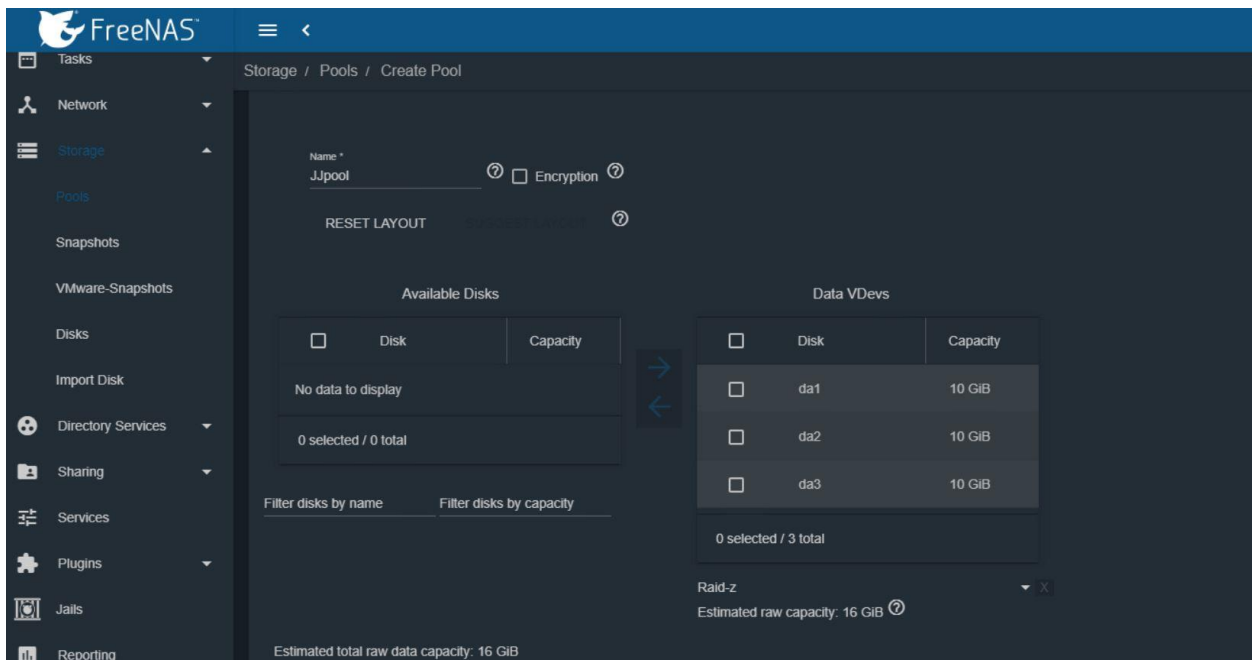 FreeNAS™
Tasks
Network
Storage
Pools
Snapshots
VMware-Snapshots
Disks
Import Disk
Directory Services
Sharing
Services
Plugins
Jails
Reporting
Storage / Pools / Create Pool
Name *
JJpool
Encryption
RESET LAYOUT
Available Disks
Disk Capacity
No data to display
0 selected / 0 total
Filter disks by name Filter disks by capacity
Data VDevs
Disk Capacity
da1 10 GiB
da2 10 GiB
da3 10 GiB
0 selected / 3 total
Raid-z X
Estimated raw capacity: 16 GiB
Estimated total raw data capacity: 16 GiB